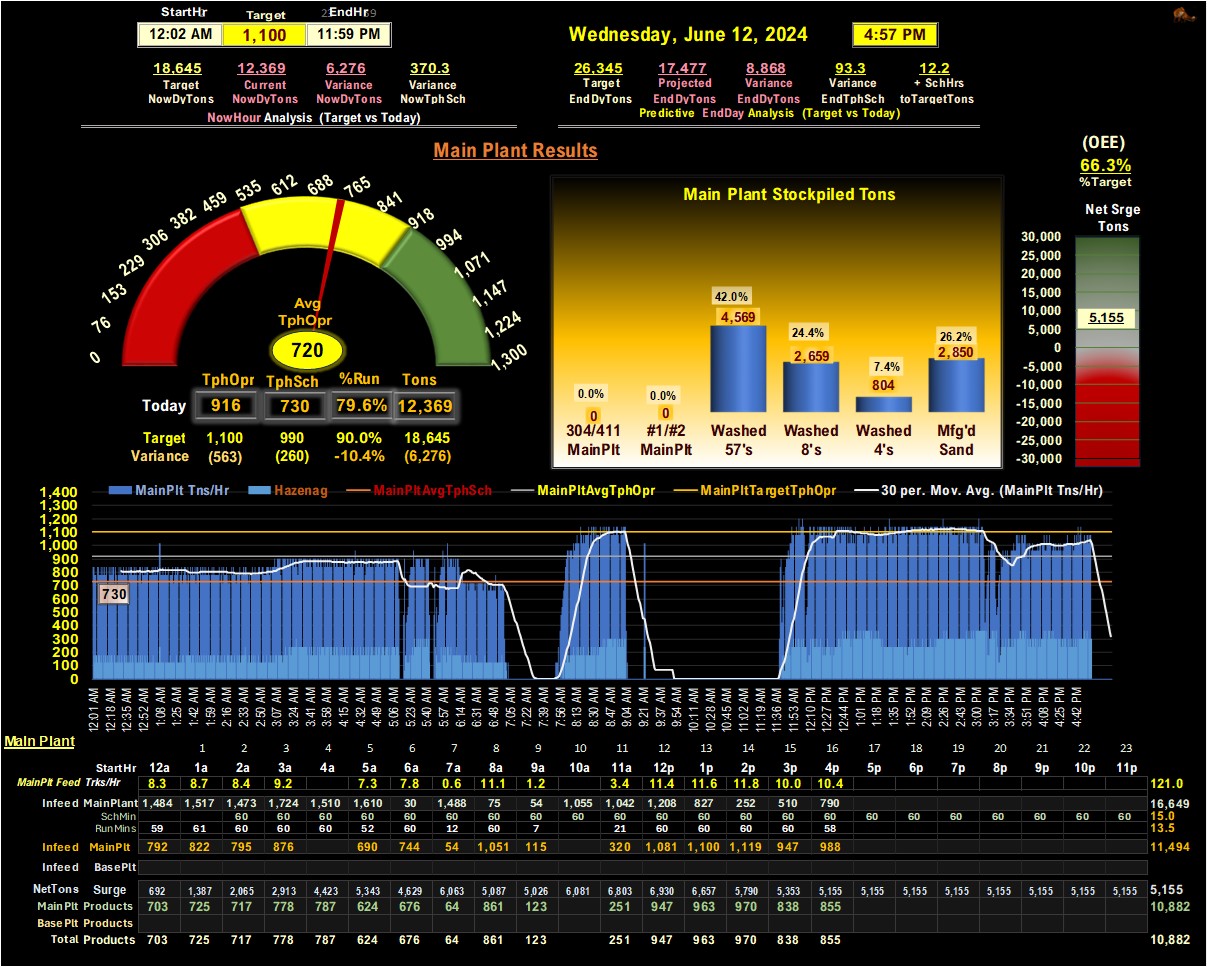 StartHr Target EndHr
12:02 AM 1,100 11:59 PM
Wednesday, June 12, 2024 4:57 PM
18,645 12,369 6,276 370.3
Target Current Variance Variance
NowDyTons NowDyTons NowDyTons NowTphSch
NowHour Analysis (Target vs Today)
26,345 17,477 8,868 93.3 12.2
Target Projected Variance Variance + SchHrs
EndDyTons EndDyTons EndDyTons EndTphSch toTargetTons
Predictive EndDay Analysis (Target vs Today)
Main Plant Results
(OEE)
66.3%
%Target
0 76 153 229 306 382 459 535 612 688 765 841 918 994 1,071 1,147 1,224 1,300
Avg
TphOpr
720
TphOpr TphSch %Run Tons
Today 916 730 79.6% 12,369
Target 1,100 990 90.0% 18,645
Variance (563) (260) -10.4% (6,276)
Main Plant Stockpiled Tons
0.0% 0.0% 42.0% 24.4% 7.4% 26.2%
0 0 4,569 2,659 804 2,850
304/411 #1/#2 Washed Washed Washed Mfg'd
MainPlt MainPlt 57's 8's 4's Sand
Net Srge
Tons
30,000
25,000
20,000
15,000
10,000
5,000
0
-5,000
-10,000
-15,000
-20,000
-25,000
-30,000
5,155
MainPlt Tns/Hr Hazenag MainPltAvgTphSch MainPltAvgTphOpr MainPltTargetTphOpr 30 per. Mov. Avg. (MainPlt Tns/Hr)
1,400
1,300
1,200
1,100
1,000
900
800
700
600
500
400
300
200
100
0
730
12:01 AM 12:18 AM 12:35 AM 12:52 AM 1:08 AM 1:25 AM 1:42 AM 1:59 AM 2:16 AM 2:33 AM 2:50 AM 3:07 AM 3:24 AM 3:41 AM 3:58 AM 4:15 AM 4:32 AM 4:49 AM 5:06 AM 5:23 AM 5:40 AM 5:57 AM 6:14 AM 6:31 AM 6:48 AM 7:05 AM 7:22 AM 7:39 AM 7:56 AM 8:13 AM 8:30 AM 8:47 AM 9:04 AM 9:21 AM 9:37 AM 9:54 AM 10:11 AM 10:28 AM 10:45 AM 11:02 AM 11:19 AM 11:36 AM 11:53 AM 12:10 PM 12:27 PM 12:44 PM 1:01 PM 1:18 PM 1:35 PM 1:52 PM 2:09 PM 2:26 PM 2:43 PM 3:00 PM 3:17 PM 3:34 PM 3:51 PM 4:08 PM 4:25 PM 4:42 PM
Main Plant
1 2 3 4 5 6 7 8 9 10 11 12 13 14 15 16 17 18 19 20 21 22 23
StartHr 12a 1a 2a 3a 4a 5a 6a 7a 8a 9a 10a 11a 12p 1p 2p 3p 4p 5p 6p 7p 8p 9p 10p 11p
MainPlt Feed Trks/Hr 8.3 8.7 8.4 9.2 7.3 7.8 0.6 11.1 1.2 3.4 11.4 11.6 11.8 10.0 10.4 121.0
Infeed MainPlant 1,484 1,517 1,473 1,724 1,510 1,610 30 1,488 75 54 1,055 1,042 1,208 827 252 510 790 16,649
SchMin 60 60 60 60 60 60 60 60 60 60 60 60 60 60 60 60 60 60 60 60 60 60 15.0
RunMins 59 61 60 60 60 52 60 12 60 7 21 60 60 60 60 58 13.5
Infeed MainPlt 792 822 795 876 690 744 54 1,051 115 320 1,081 1,100 1,119 947 988 11,494
Infeed BasePlt
NetTons Surge 692 1,387 2,065 2,913 4,423 5,343 4,629 6,063 5,087 5,026 6,081 6,803 6,930 6,657 5,790 5,353 5,155 5,155 5,155 5,155 5,155 5,155 5,155 5,155 5,155
MainPlt Products 703 725 717 778 787 624 676 64 861 123 251 947 963 970 838 855 10,882
BasePlt Products
Total Products 703 725 717 778 787 624 676 64 861 123 251 947 963 970 838 855 10,882